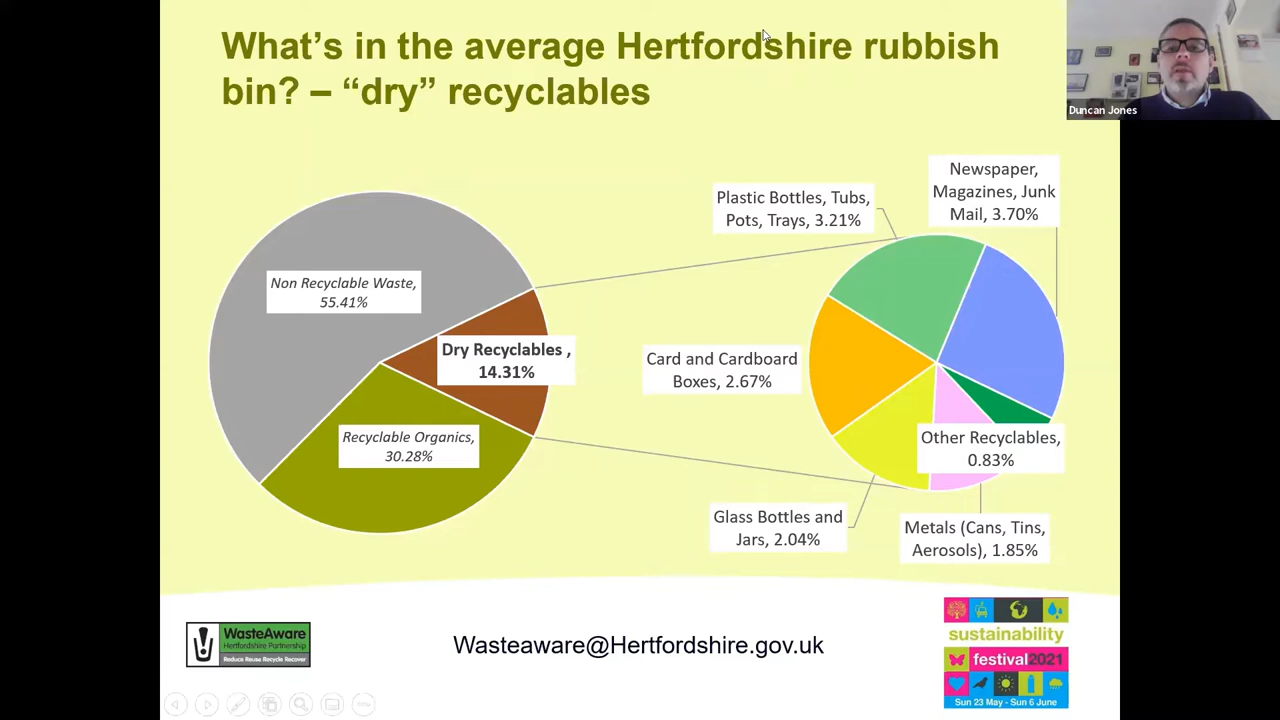 What's in the average Hertfordshire rubbish
bin? – “dry” recyclables
Duncan Jones
Non Recyclable Waste,
55.41%
Dry Recyclables ,
14.31%
Recyclable Organics,
30.28%
Plastic Bottles, Tubs,
Pots, Trays, 3.21%
Newspaper,
Magazines, Junk
Mail, 3.70%
Card and Cardboard
Boxes, 2.67%
Other Recyclables,
0.83%
Glass Bottles and
Jars, 2.04%
Metals (Cans, Tins,
Aerosols), 1.85%
WasteAware
Hertfordshire Partnership
Reduce Reuse Recycle Recover
Wasteaware@Hertfordshire.gov.uk
sustainability
festival2021
Sun 23 May - Sun 6 June